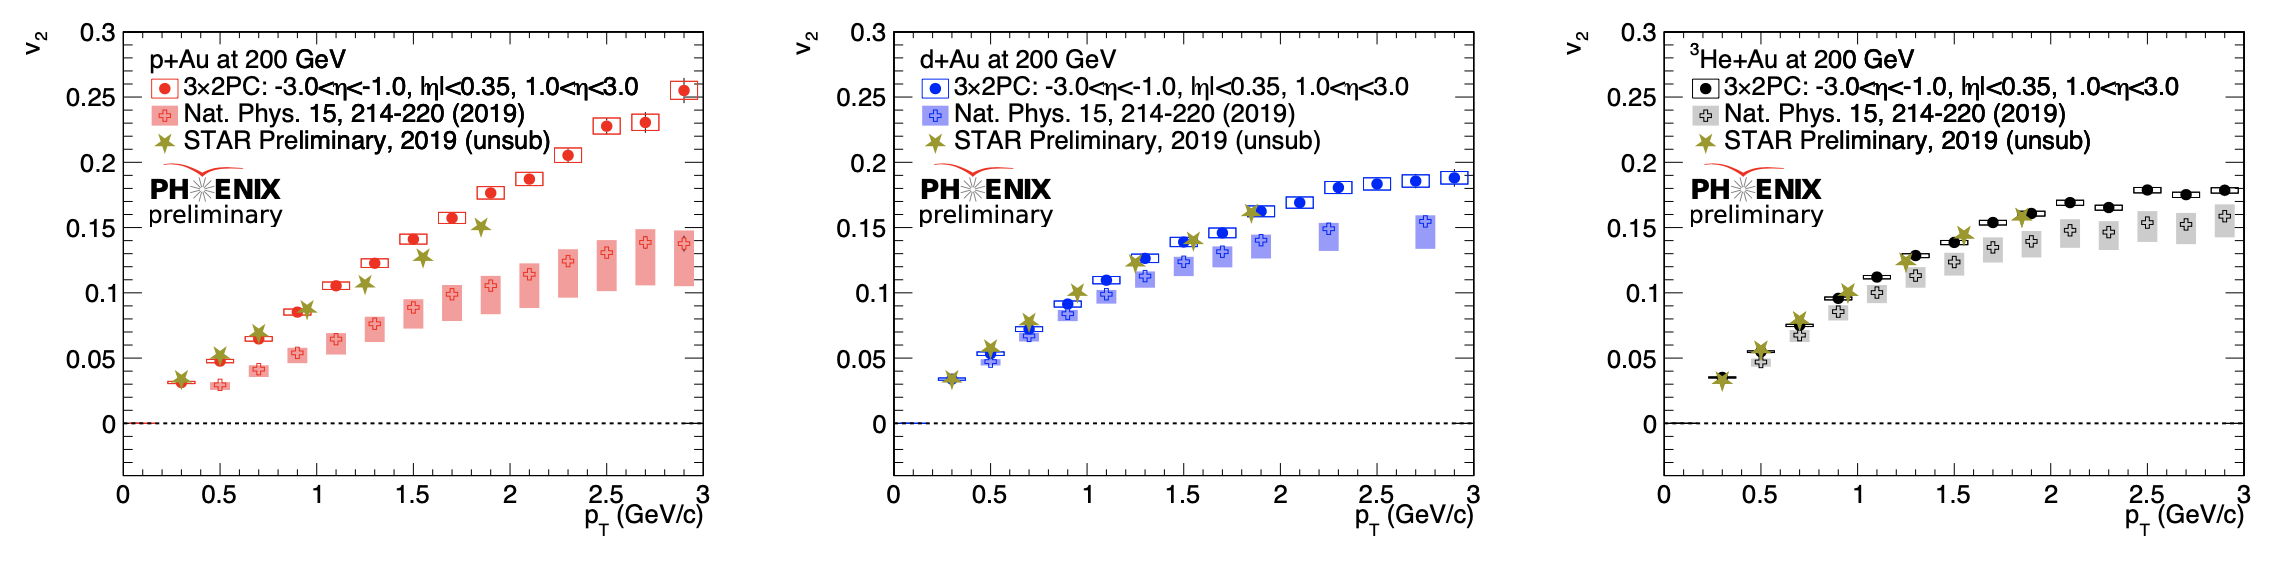 v2
0.3
0.25
0.2
0.15
0.1
0.05
0
p+Au at 200 GeV
3×2PC: -3.0<η<-1.0, |η|<0.35, 1.0<η<3.0
Nat. Phys. 15, 214-220 (2019)
STAR Preliminary, 2019 (unsub)
PHENIX
preliminary
0 0.5 1 1.5 2 2.5 3
pT (GeV/c)
v2
0.3
0.25
0.2
0.15
0.1
0.05
0
d+Au at 200 GeV
3×2PC: -3.0<η<-1.0, |η|<0.35, 1.0<η<3.0
Nat. Phys. 15, 214-220 (2019)
STAR Preliminary, 2019 (unsub)
PHENIX
preliminary
0 0.5 1 1.5 2 2.5 3
pT (GeV/c)
v2
0.3
0.25
0.2
0.15
0.1
0.05
0
³He+Au at 200 GeV
3×2PC: -3.0<η<-1.0, |η|<0.35, 1.0<η<3.0
Nat. Phys. 15, 214-220 (2019)
STAR Preliminary, 2019 (unsub)
PHENIX
preliminary
0 0.5 1 1.5 2 2.5 3
pT (GeV/c)